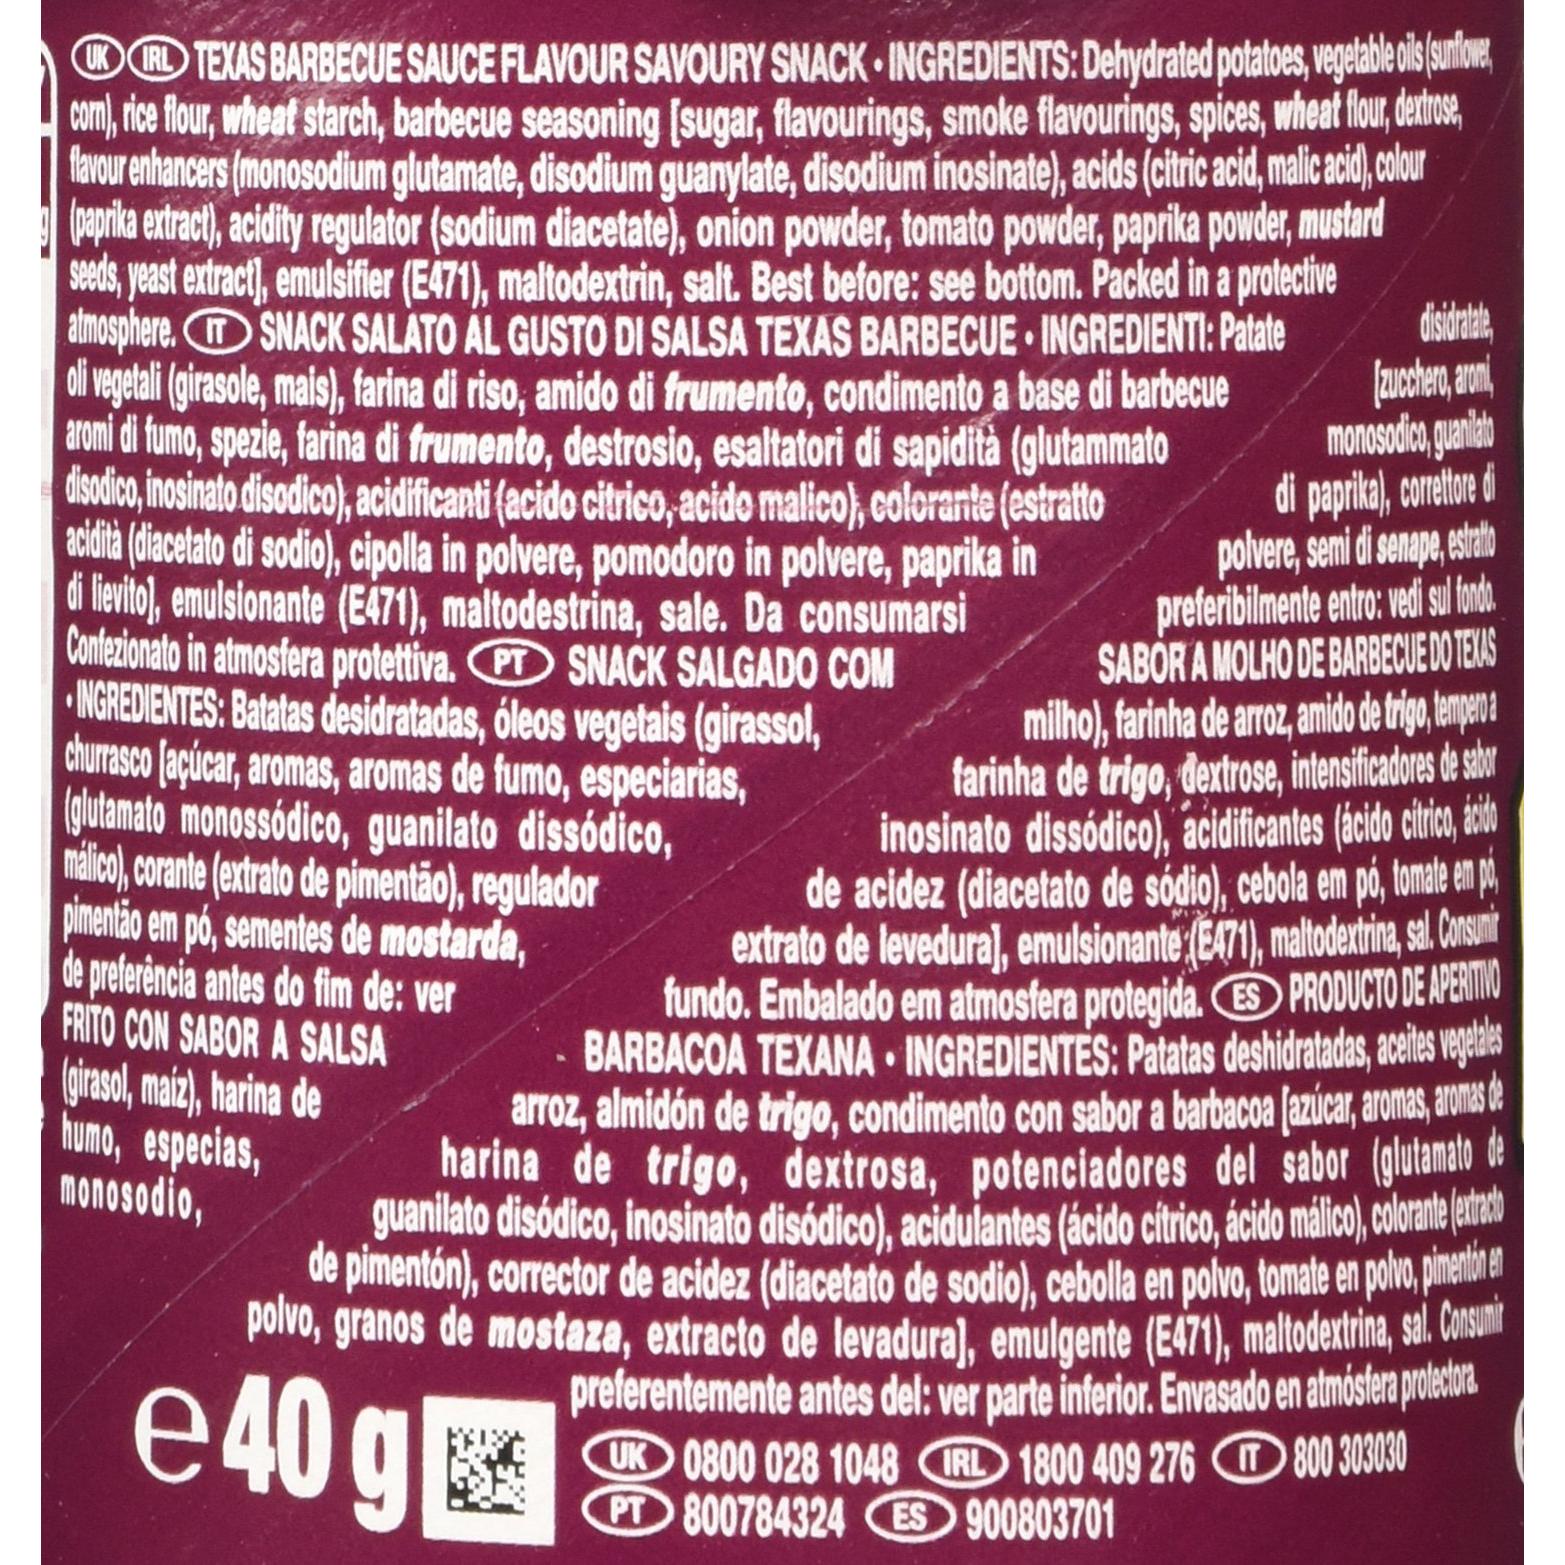 UK IRL TEXAS BARBECUE SAUCE FLAVOUR SAVOURY SNACK • INGREDIENTS: Dehydrated potatoes, vegetable oils (sunflower,
corn), rice flour, wheat starch, barbecue seasoning [sugar, flavourings, smoke flavourings, spices, wheat flour, dextrose,
flavour enhancers (monosodium glutamate, disodium guanylate, disodium inosinate), acids (citric acid, malic acid), colour
(paprika extract), acidity regulator (sodium diacetate), onion powder, tomato powder, paprika powder, mustard
seeds, yeast extract], emulsifier (E471), maltodextrin, salt. Best before: see bottom. Packed in a protective
atmosphere. IT SNACK SALATO AL GUSTO DI SALSA TEXAS BARBECUE • INGREDIENTI: Patate disidratate,
oli vegetali (girasole, mais), farina di riso, amido di frumento, condimento a base di barbecue [zucchero, aromi,
aromi di fumo, spezie, farina di frumento, destrosio, esaltatori di sapidità (glutammato monosodico, guanilato
disodico, inosinato disodico), acidificanti (acido citrico, acido malico), colorante (estratto di paprika), correttore di
acidità (diacetato di sodio), cipolla in polvere, pomodoro in polvere, paprika in polvere, semi di senape, estratto
di lievito], emulsionante (E471), maltodestrina, sale. Da consumarsi preferibilmente entro: vedi sul fondo.
Confezionato in atmosfera protettiva. PT SNACK SALGADO COM SABOR A MOLHO DE BARBECUE DO TEXAS
• INGREDIENTES: Batatas desidratadas, óleos vegetais (girassol, milho), farinha de arroz, amido de trigo, tempero a
churrasco [açúcar, aromas, aromas de fumo, especiarias, farinha de trigo, dextrose, intensificadores de sabor
(glutamato monossódico, guanilato dissódico, inosinato dissódico), acidificantes (ácido cítrico, ácido
málico), corante (extrato de pimentão), regulador de acidez (diacetato de sódio), cebola em pó, tomate em pó,
pimentão em pó, sementes de mostarda, extrato de levedura], emulsionante (E471), maltodextrina, sal. Consumir
de preferência antes do fim de: ver fundo. Embalado em atmosfera protegida. ES PRODUCTO DE APERITIVO
FRITO CON SABOR A SALSA BARBACOA TEXANA • INGREDIENTES: Patatas deshidratadas, aceites vegetales
(girasol, maíz), harina de arroz, almidón de trigo, condimento con sabor a barbacoa [azúcar, aromas, aromas de
humo, especias, harina de trigo, dextrosa, potenciadores del sabor (glutamato de
monosodio, guanilato disódico, inosinato disódico), acidulantes (ácido cítrico, ácido málico), colorante (extracto
de pimentón), corrector de acidez (diacetato de sodio), cebolla en polvo, tomate en polvo, pimentón en
polvo, granos de mostaza, extracto de levadura], emulgente (E471), maltodextrina, sal. Consumir
preferentemente antes del: ver parte inferior. Envasado en atmósfera protectora.
e 40 g
UK 0800 028 1048 IRL 1800 409 276 IT 800 303030
PT 800784324 ES 900803701